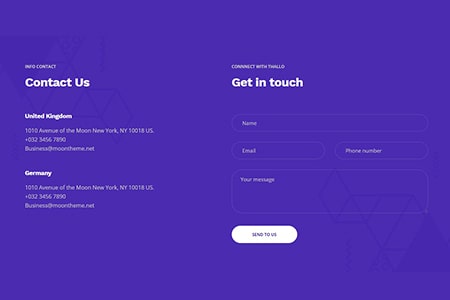 INFO CONTACT
Contact Us
United Kingdom
1010 Avenue of the Moon New York, NY 10018 US.
+032 3456 7890
Business@moontheme.net
Germany
1010 Avenue of the Moon New York, NY 10018 US.
+032 3456 7890
Business@moontheme.net
CONNNECT WITH THALLO
Get in touch
Name
Email
Phone number
Your message
SEND TO US